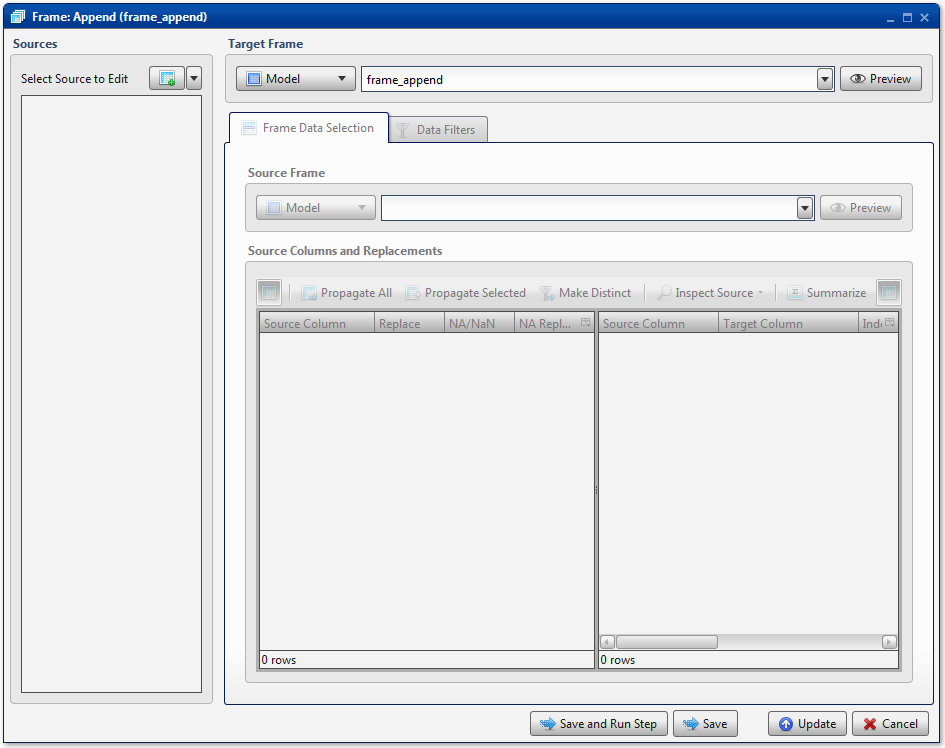 Frame: Append (frame_append)
Sources
Select Source to Edit
Target Frame
Model
frame_append
Preview
Frame Data Selection
Data Filters
Source Frame
Model
Preview
Source Columns and Replacements
Propagate All
Propagate Selected
Make Distinct
Inspect Source
Summarize
Source Column
Replace
NA/NaN
NA Repl...
Source Column
Target Column
Ind
0 rows
0 rows
Save and Run Step
Save
Update
Cancel